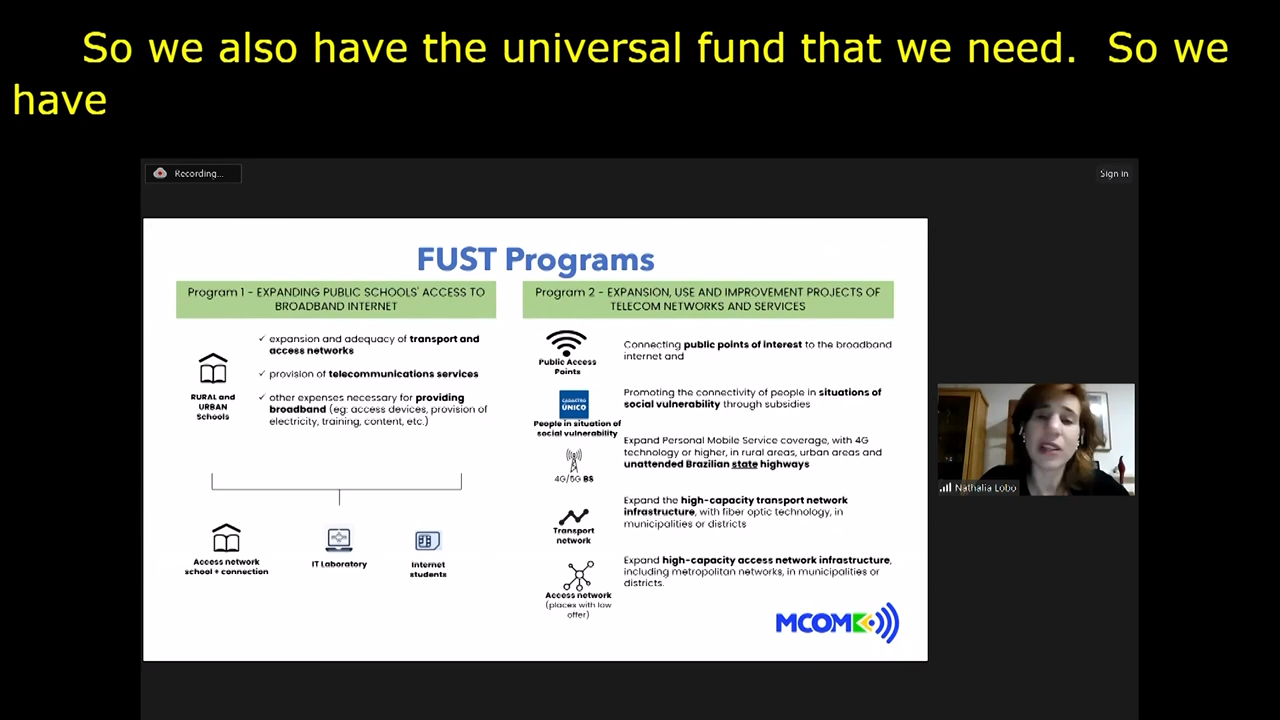 So we also have the universal fund that we need.  So we
have
Recording...
Sign in
FUST Programs
Program 1 - EXPANDING PUBLIC SCHOOLS' ACCESS TO
BROADBAND INTERNET
RURAL and
URBAN
Schools
✓ expansion and adequacy of transport and
access networks
✓ provision of telecommunications services
✓ other expenses necessary for providing
broadband (eg: access devices, provision of
electricity, training, content, etc.)
Access network
school + connection
IT Laboratory
Internet
students
Program 2 - EXPANSION, USE AND IMPROVEMENT PROJECTS OF
TELECOM NETWORKS AND SERVICES
Public Access
Points
Connecting public points of interest to the broadband
internet and
CADASTRO
ÚNICO
People in situation of
social vulnerability
Promoting the connectivity of people in situations of
social vulnerability through subsidies
4G/5G BS
Expand Personal Mobile Service coverage, with 4G
technology or higher, in rural areas, urban areas and
unattended Brazilian state highways
Transport
network
Expand the high-capacity transport network
infrastructure, with fiber optic technology, in
municipalities or districts
Access network
(places with low
offer)
Expand high-capacity access network infrastructure,
including metropolitan networks, in municipalities or
districts.
MCOM
Nathalia Lobo